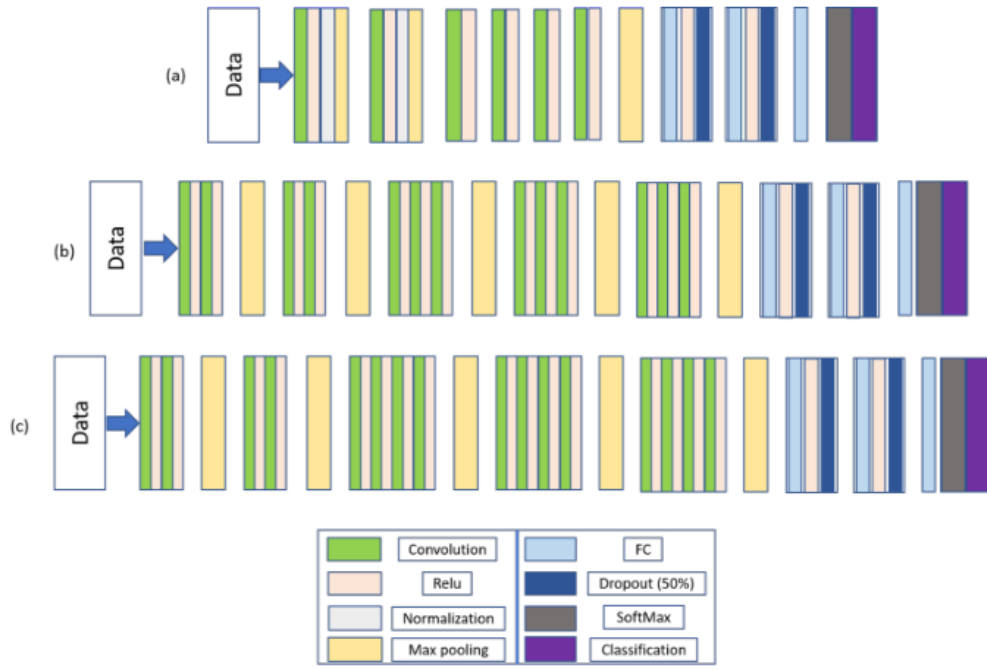 (a)
Data
(b)
Data
(c)
Data
Convolution
FC
Relu
Dropout (50%)
Normalization
SoftMax
Max pooling
Classification